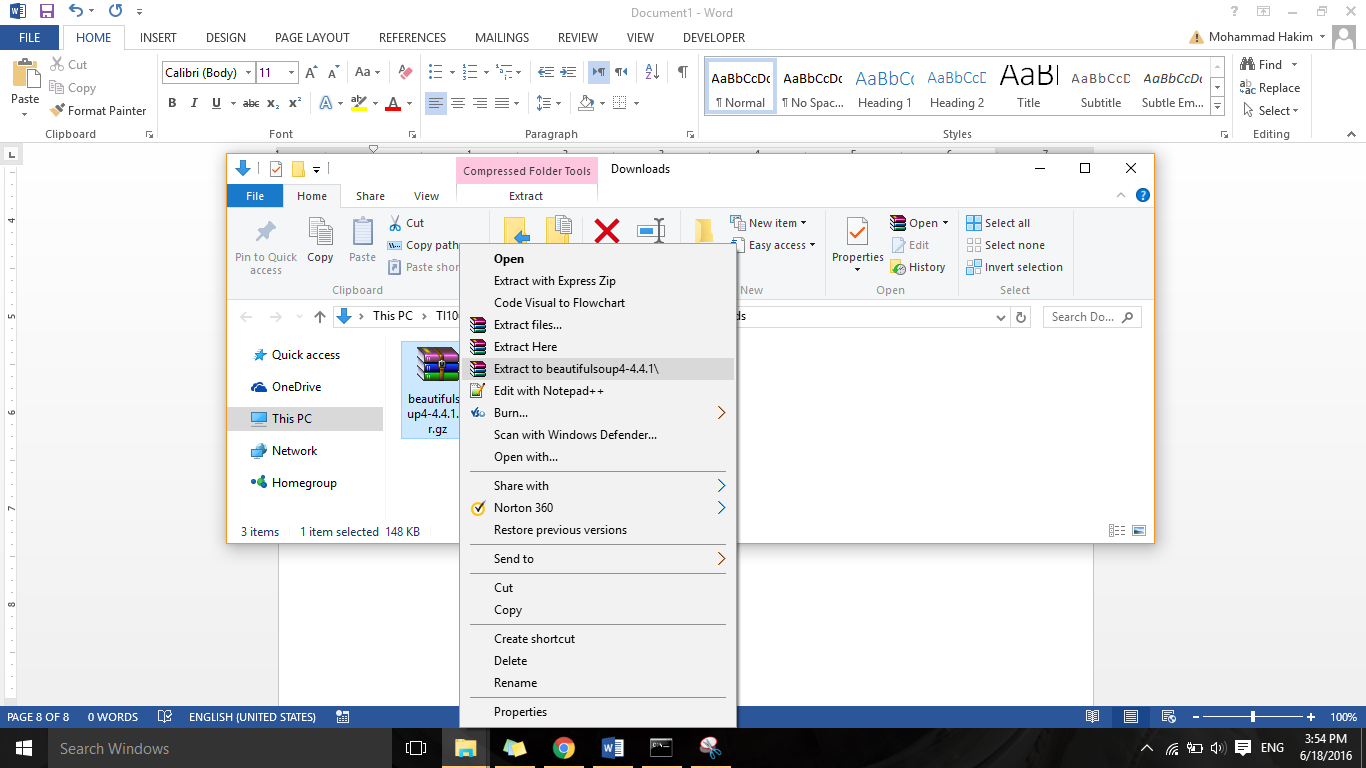 Document1 - Word
FILE HOME INSERT DESIGN PAGE LAYOUT REFERENCES MAILINGS REVIEW VIEW DEVELOPER Mohammad Hakim
Paste
Cut
Copy
Format Painter
Clipboard
Calibri (Body) 11
Font
Paragraph
AaBbCcDc AaBbCcDc AaBbCc AaBbCcD AaBl AaBbCcD AaBbCcDc
¶ Normal ¶ No Spac... Heading 1 Heading 2 Title Subtitle Subtle Em...
Styles
Find
Replace
Select
Editing
Compressed Folder Tools Downloads
File Home Share View Extract
Pin to Quick
access
Copy
Paste
Cut
Copy path
Paste shor
Clipboard
New item
Easy access
New
Properties
Open
Edit
History
Open
Select all
Select none
Invert selection
Select
This PC TI10 ds Search Do...
Quick access
OneDrive
This PC
Network
Homegroup
beautifuls
up4-4.4.1.
r.gz
3 items 1 item selected 148 KB
Open
Extract with Express Zip
Code Visual to Flowchart
Extract files...
Extract Here
Extract to beautifulsoup4-4.4.1\
Edit with Notepad++
Burn...
Scan with Windows Defender...
Open with...
Share with
Norton 360
Restore previous versions
Send to
Cut
Copy
Create shortcut
Delete
Rename
Properties
4
5
6
7
8
PAGE 8 OF 8 0 WORDS ENGLISH (UNITED STATES) 100%
Search Windows
ENG
3:54 PM
6/18/2016